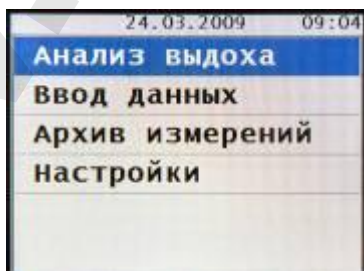 24.03.2009 09:04
Анализ выдоха
Ввод данных
Архив измерений
Настройки